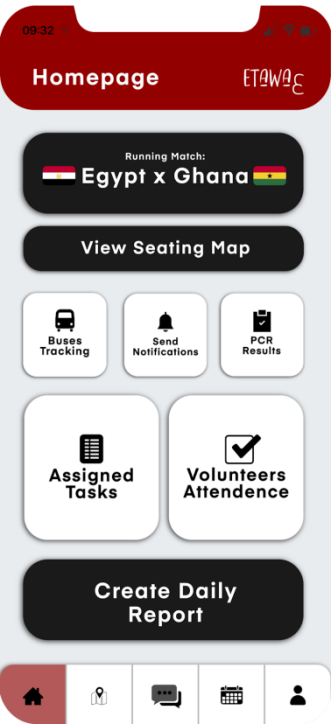 09:32
Homepage
ETAWAE
Running Match:
Egypt x Ghana
View Seating Map
Buses
Tracking
Send
Notifications
PCR
Results
Assigned
Tasks
Volunteers
Attendence
Create Daily
Report